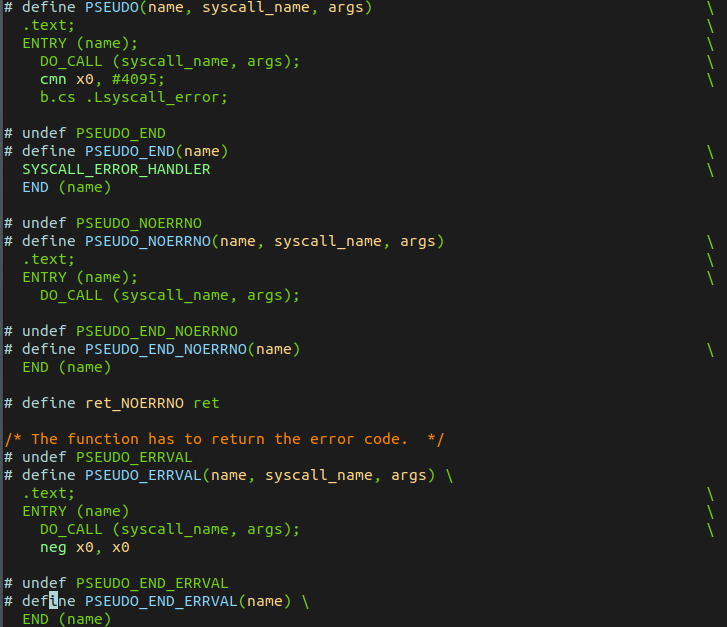 # define PSEUDO(name, syscall_name, args) \
  .text; \
  ENTRY (name); \
    DO_CALL (syscall_name, args); \
    cmn x0, #4095; \
    b.cs .Lsyscall_error;

# undef PSEUDO_END
# define PSEUDO_END(name) \
  SYSCALL_ERROR_HANDLER \
  END (name)

# undef PSEUDO_NOERRNO
# define PSEUDO_NOERRNO(name, syscall_name, args) \
  .text; \
  ENTRY (name); \
    DO_CALL (syscall_name, args);

# undef PSEUDO_END_NOERRNO
# define PSEUDO_END_NOERRNO(name) \
  END (name)

# define ret_NOERRNO ret

/* The function has to return the error code.  */
# undef PSEUDO_ERRVAL
# define PSEUDO_ERRVAL(name, syscall_name, args) \
  .text; \
  ENTRY (name) \
    DO_CALL (syscall_name, args); \
    neg x0, x0

# undef PSEUDO_END_ERRVAL
# define PSEUDO_END_ERRVAL(name) \
  END (name)